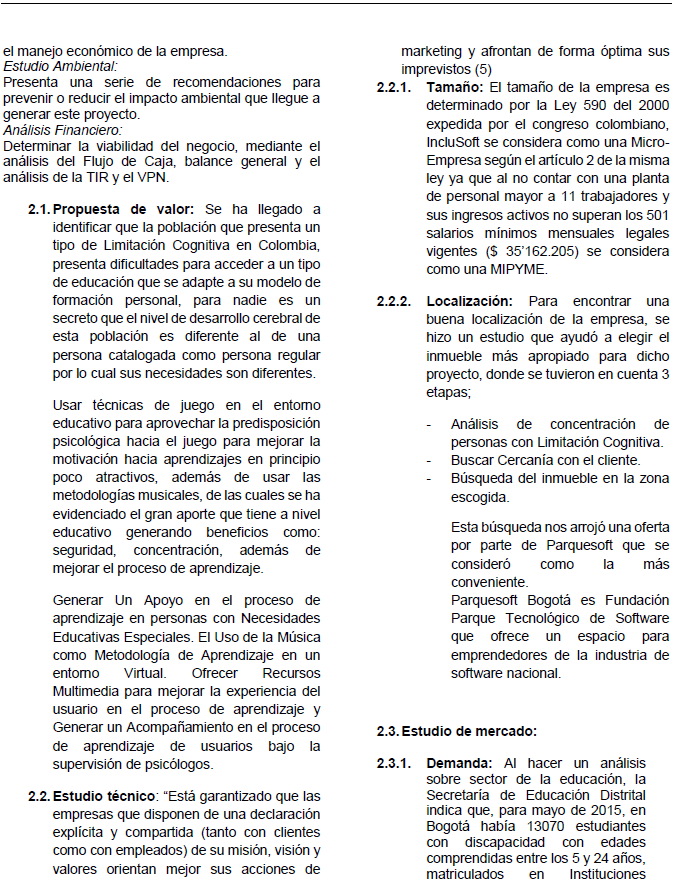 el manejo económico de la empresa.
Estudio Ambiental:
Presenta una serie de recomendaciones para
prevenir o reducir el impacto ambiental que llegue a
generar este proyecto.
Análisis Financiero:
Determinar la viabilidad del negocio, mediante el
análisis del Flujo de Caja, balance general y el
análisis de la TIR y el VPN.
2.1. Propuesta de valor: Se ha llegado a
identificar que la población que presenta un
tipo de Limitación Cognitiva en Colombia,
presenta dificultades para acceder a un tipo
de educación que se adapte a su modelo de
formación personal, para nadie es un
secreto que el nivel de desarrollo cerebral de
esta población es diferente al de una
persona catalogada como persona regular
por lo cual sus necesidades son diferentes.
Usar técnicas de juego en el entorno
educativo para aprovechar la predisposición
psicológica hacia el juego para mejorar la
motivación hacia aprendizajes en principio
poco atractivos, además de usar las
metodologías musicales, de las cuales se ha
evidenciado el gran aporte que tiene a nivel
educativo generando beneficios como:
seguridad, concentración, además de
mejorar el proceso de aprendizaje.
Generar Un Apoyo en el proceso de
aprendizaje en personas con Necesidades
Educativas Especiales. El Uso de la Música
como Metodología de Aprendizaje en un
entorno Virtual. Ofrecer Recursos
Multimedia para mejorar la experiencia del
usuario en el proceso de aprendizaje y
Generar un Acompañamiento en el proceso
de aprendizaje de usuarios bajo la
supervisión de psicólogos.
2.2. Estudio técnico: “Está garantizado que las
empresas que disponen de una declaración
explícita y compartida (tanto con clientes
como con empleados) de su misión, visión y
valores orientan mejor sus acciones de
marketing y afrontan de forma óptima sus
imprevistos (5)
2.2.1. Tamaño: El tamaño de la empresa es
determinado por la Ley 590 del 2000
expedida por el congreso colombiano,
IncluSoft se considera como una Micro-
Empresa según el artículo 2 de la misma
ley ya que al no contar con una planta
de personal mayor a 11 trabajadores y
sus ingresos activos no superan los 501
salarios mínimos mensuales legales
vigentes ($ 35’162.205) se considera
como una MIPYME.
2.2.2. Localización: Para encontrar una
buena localización de la empresa, se
hizo un estudio que ayudó a elegir el
inmueble más apropiado para dicho
proyecto, donde se tuvieron en cuenta 3
etapas;
- Análisis de concentración de
personas con Limitación Cognitiva.
- Buscar Cercanía con el cliente.
- Búsqueda del inmueble en la zona
escogida.
Esta búsqueda nos arrojó una oferta
por parte de Parquesoft que se
consideró como la más
conveniente.
Parquesoft Bogotá es Fundación
Parque Tecnológico de Software
que ofrece un espacio para
emprendedores de la industria de
software nacional.
2.3. Estudio de mercado:
2.3.1. Demanda: Al hacer un análisis
sobre sector de la educación, la
Secretaría de Educación Distrital
indica que, para mayo de 2015, en
Bogotá había 13070 estudiantes
con discapacidad con edades
comprendidas entre los 5 y 24 años,
matriculados en Instituciones